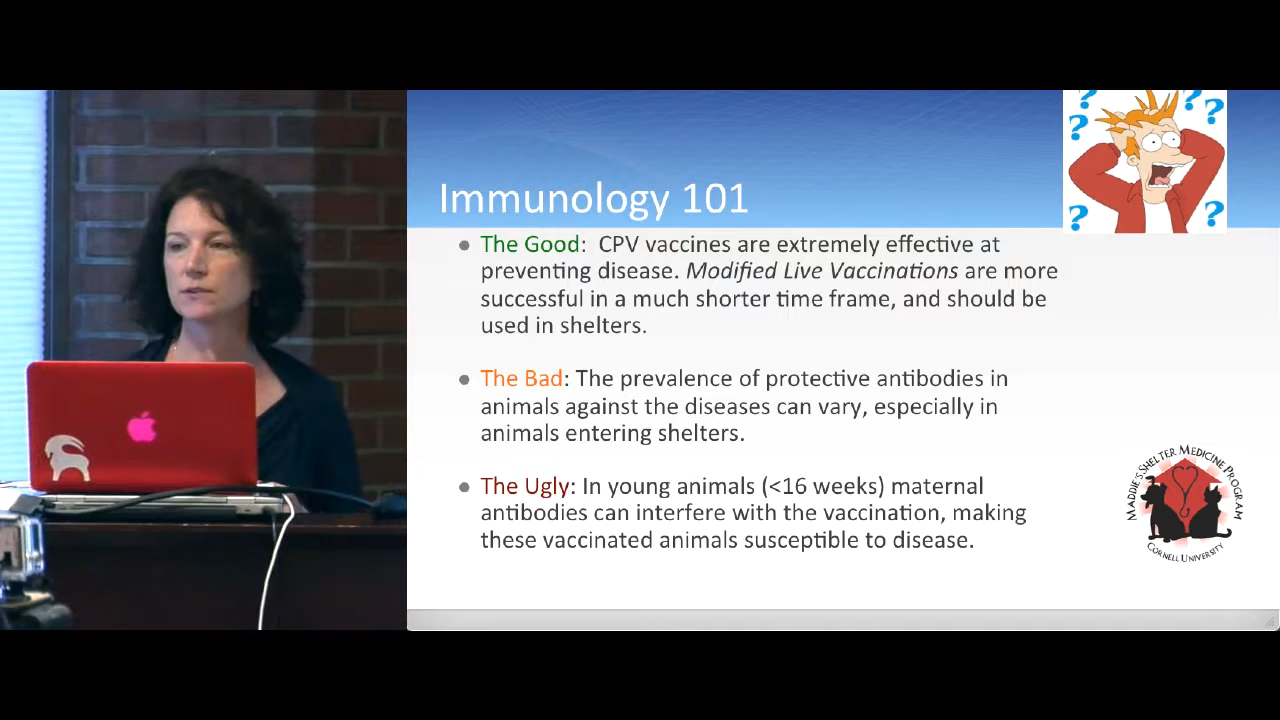 Immunology 101
The Good: CPV vaccines are extremely effective at
preventing disease. Modified Live Vaccinations are more
successful in a much shorter time frame, and should be
used in shelters.
The Bad: The prevalence of protective antibodies in
animals against the diseases can vary, especially in
animals entering shelters.
The Ugly: In young animals (<16 weeks) maternal
antibodies can interfere with the vaccination, making
these vaccinated animals susceptible to disease.
? ? ? ? ? ?
MADDIE'S SHELTER MEDICINE PROGRAM
CORNELL UNIVERSITY